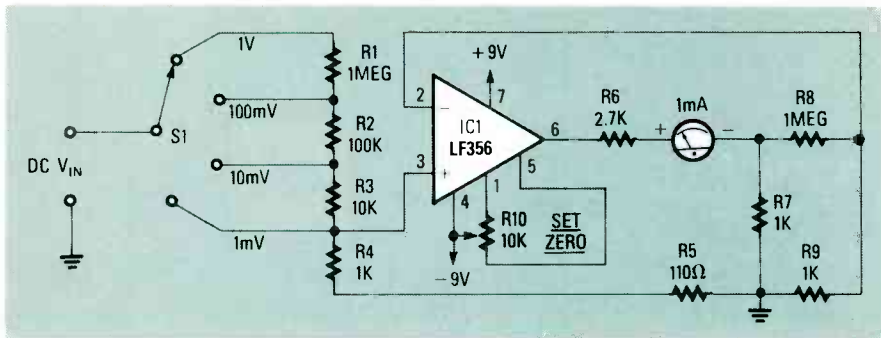 1V
R1
1MEG
100mV
R2
100K
10mV
R3
10K
1mV
R4
1K
S1
DC VIN
2
3
IC1
LF356
+9V
7
6
5
1
4
-9V
R10
10K
SET
ZERO
R6
2.7K
+
1mA
-
R8
1MEG
R7
1K
R5
110Ω
R9
1K